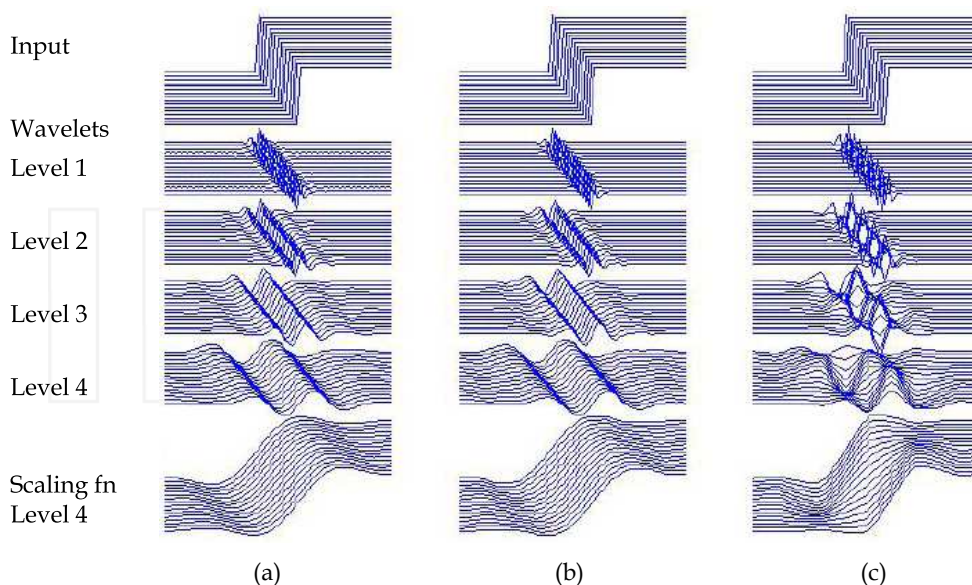 Input
Wavelets
Level 1
Level 2
Level 3
Level 4
Scaling fn
Level 4
(a) (b) (c)